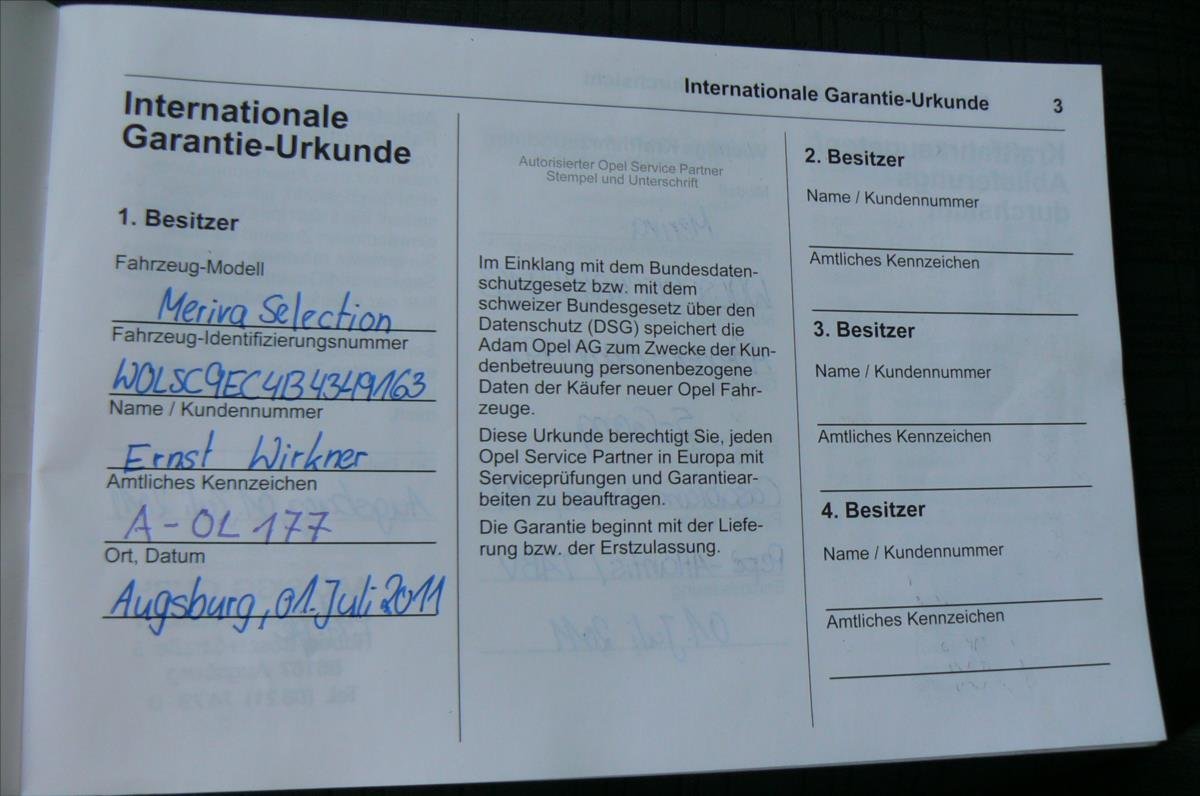 Internationale Garantie-Urkunde 3
Internationale
Garantie-Urkunde
1. Besitzer
Fahrzeug-Modell
Meriva Selection
Fahrzeug-Identifizierungsnummer
WOLSC9EC4B4349163
Name / Kundennummer
Ernst Wirkner
Amtliches Kennzeichen
A - OL 177
Ort, Datum
Augsburg, 01. Juli 2011
Autorisierter Opel Service Partner
Stempel und Unterschrift
Im Einklang mit dem Bundesdaten-
schutzgesetz bzw. mit dem
schweizer Bundesgesetz über den
Datenschutz (DSG) speichert die
Adam Opel AG zum Zwecke der Kun-
denbetreuung personenbezogene
Daten der Käufer neuer Opel Fahr-
zeuge.
Diese Urkunde berechtigt Sie, jeden
Opel Service Partner in Europa mit
Serviceprüfungen und Garantiear-
beiten zu beauftragen.
Die Garantie beginnt mit der Liefe-
rung bzw. der Erstzulassung.
2. Besitzer
Name / Kundennummer
Amtliches Kennzeichen
3. Besitzer
Name / Kundennummer
Amtliches Kennzeichen
4. Besitzer
Name / Kundennummer
Amtliches Kennzeichen